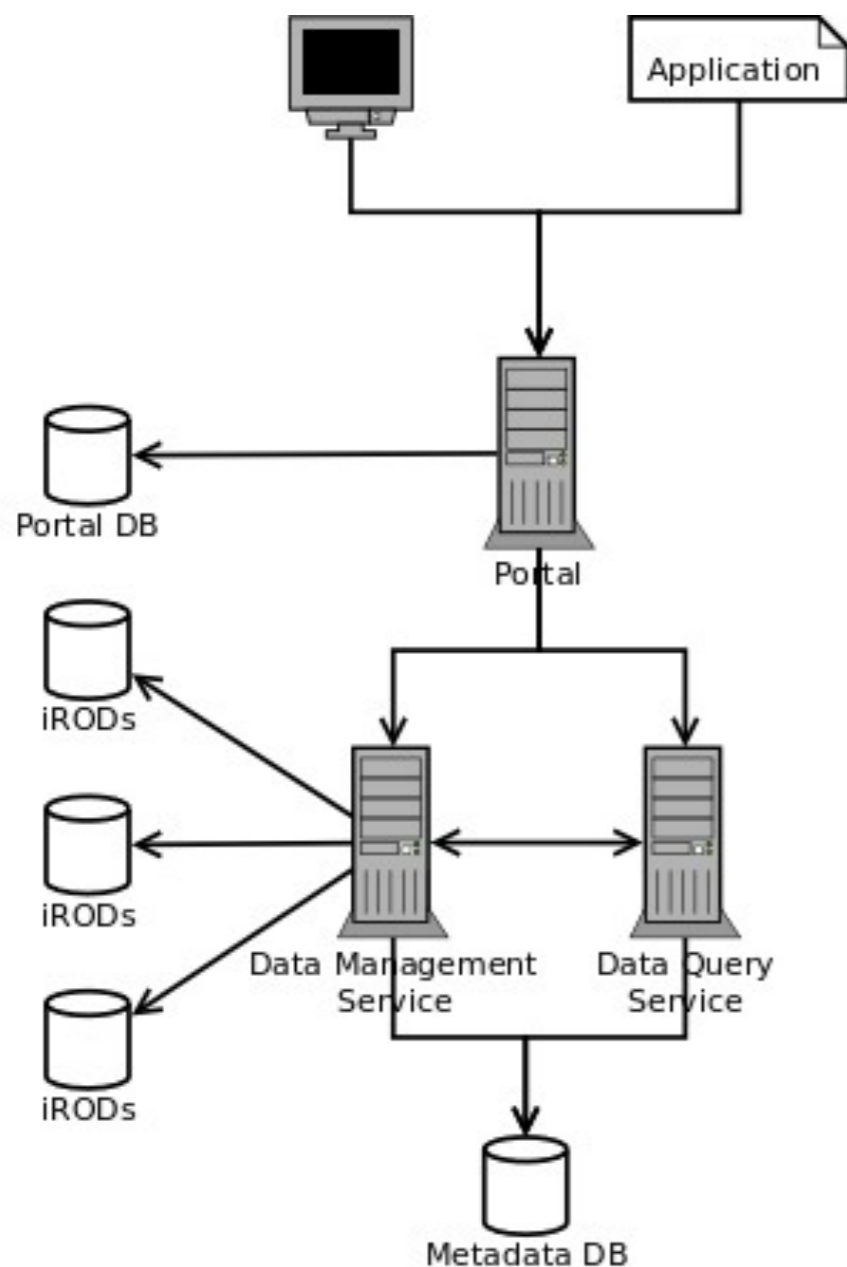 Application
Portal DB
Portal
iRODs
iRODs
Data Management
Service
Data Query
Service
iRODs
Metadata DB